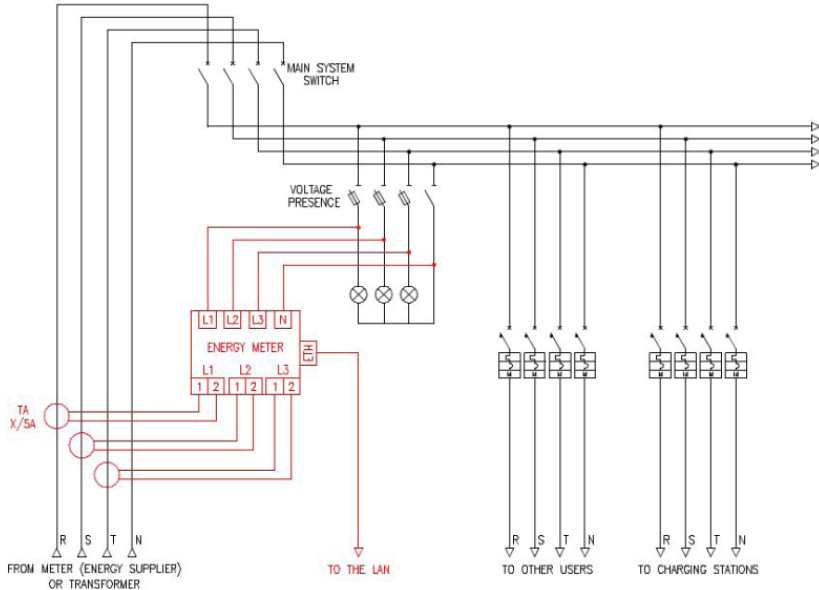 MAIN SYSTEM
SWITCH
VOLTAGE
PRESENCE
L1 L2 L3 N
ENERGY METER
ETH
L1 L2 L3
1 2 1 2 1 2
TA
X/5A
R S T N
FROM METER (ENERGY SUPPLIER)
OR TRANSFORMER
TO THE LAN
R S T N
TO OTHER USERS
R S T N
TO CHARGING STATIONS